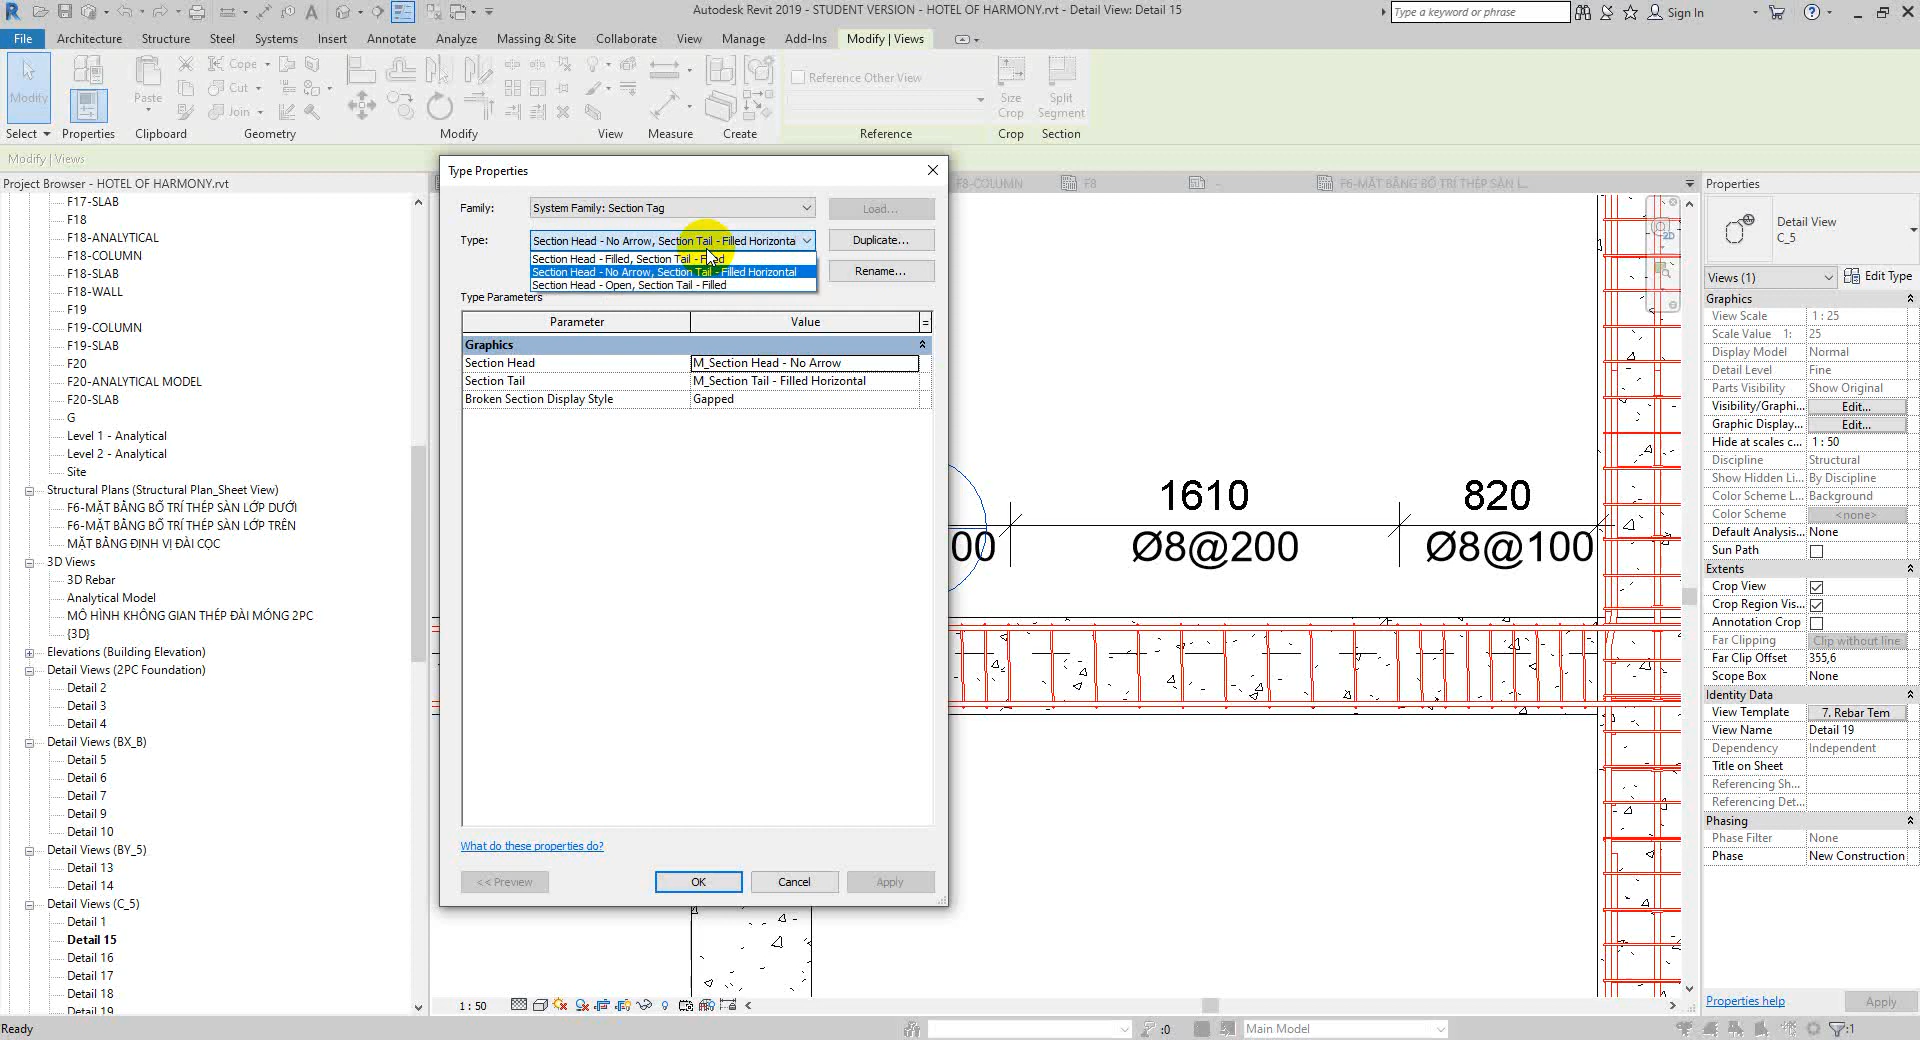 Autodesk Revit 2019 - STUDENT VERSION - HOTEL OF HARMONY.rvt - Detail View: Detail 15
Type a keyword or phrase
Sign In
File Architecture Structure Steel Systems Insert Annotate Analyze Massing & Site Collaborate View Manage Add-Ins Modify | Views
Modify
Paste
Cope
Cut
Join
Reference Other View
Size Crop
Split Segment
Select Properties Clipboard Geometry Modify View Measure Create Reference Crop Section
Modify | Views
Project Browser - HOTEL OF HARMONY.rvt
F17-SLAB
F18
F18-ANALYTICAL
F18-COLUMN
F18-SLAB
F18-WALL
F19
F19-COLUMN
F19-SLAB
F20
F20-ANALYTICAL MODEL
F20-SLAB
G
Level 1 - Analytical
Level 2 - Analytical
Site
Structural Plans (Structural Plan_Sheet View)
F6-MẶT BẰNG BỐ TRÍ THÉP SÀN LỚP DƯỚI
F6-MẶT BẰNG BỐ TRÍ THÉP SÀN LỚP TRÊN
MẶT BẰNG ĐỊNH VỊ ĐÀI CỌC
3D Views
3D Rebar
Analytical Model
MÔ HÌNH KHÔNG GIAN THÉP ĐÀI MÓNG 2PC
{3D}
Elevations (Building Elevation)
Detail Views (2PC Foundation)
Detail 2
Detail 3
Detail 4
Detail Views (BX_B)
Detail 5
Detail 6
Detail 7
Detail 9
Detail 10
Detail Views (BY_5)
Detail 13
Detail 14
Detail Views (C_5)
Detail 1
Detail 15
Detail 16
Detail 17
Detail 18
Detail 19
Type Properties
Family: System Family: Section Tag Load...
Type: Section Head - No Arrow, Section Tail - Filled Horizonta Duplicate...
Section Head - Filled, Section Tail - Filled
Section Head - No Arrow, Section Tail - Filled Horizontal
Section Head - Open, Section Tail - Filled
Rename...
Type Parameters
Parameter Value =
Graphics
Section Head M_Section Head - No Arrow
Section Tail M_Section Tail - Filled Horizontal
Broken Section Display Style Gapped
What do these properties do?
<< Preview OK Cancel Apply
F8-COLUMN F8 - F6-MẶT BẰNG BỐ TRÍ THÉP SÀN L...
1610 820
00 Ø8@200 Ø8@100
2D
1 : 50
Properties
Detail View
C_5
Views (1) Edit Type
Graphics
View Scale 1 : 25
Scale Value 1: 25
Display Model Normal
Detail Level Fine
Parts Visibility Show Original
Visibility/Graphi... Edit...
Graphic Display... Edit...
Hide at scales c... 1 : 50
Discipline Structural
Show Hidden Li... By Discipline
Color Scheme L... Background
Color Scheme <none>
Default Analysis... None
Sun Path
Extents
Crop View
Crop Region Vis...
Annotation Crop
Far Clipping Clip without line
Far Clip Offset 355,6
Scope Box None
Identity Data
View Template 7. Rebar Tem
View Name Detail 19
Dependency Independent
Title on Sheet
Referencing Sh...
Referencing Det...
Phasing
Phase Filter None
Phase New Construction
Properties help Apply
Ready
:0
Main Model
:1